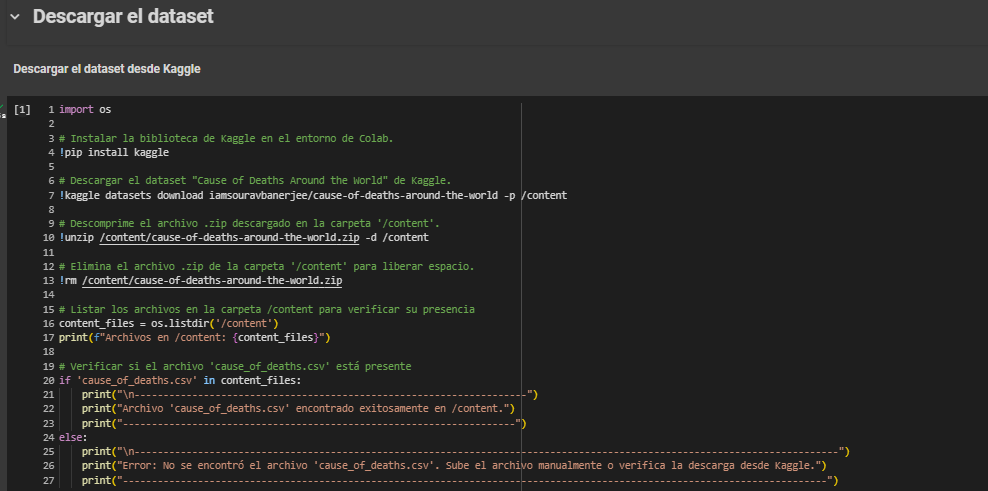 Descargar el dataset
Descargar el dataset desde Kaggle
[1] 1 import os
2
3 # Instalar la biblioteca de Kaggle en el entorno de Colab.
4 !pip install kaggle
5
6 # Descargar el dataset "Cause of Deaths Around the World" de Kaggle.
7 !kaggle datasets download iamsouravbanerjee/cause-of-deaths-around-the-world -p /content
8
9 # Descomprime el archivo .zip descargado en la carpeta '/content'.
10 !unzip /content/cause-of-deaths-around-the-world.zip -d /content
11
12 # Elimina el archivo .zip de la carpeta '/content' para liberar espacio.
13 !rm /content/cause-of-deaths-around-the-world.zip
14
15 # Listar los archivos en la carpeta /content para verificar su presencia
16 content_files = os.listdir('/content')
17 print(f"Archivos en /content: {content_files}")
18
19 # Verificar si el archivo 'cause_of_deaths.csv' está presente
20 if 'cause_of_deaths.csv' in content_files:
21 print("\n--------------------------------------------------------------------")
22 print("Archivo 'cause_of_deaths.csv' encontrado exitosamente en /content.")
23 print("--------------------------------------------------------------------")
24 else:
25 print("\n--------------------------------------------------------------------------------------------------------------------------")
26 print("Error: No se encontró el archivo 'cause_of_deaths.csv'. Sube el archivo manualmente o verifica la descarga desde Kaggle.")
27 print("--------------------------------------------------------------------------------------------------------------------------")